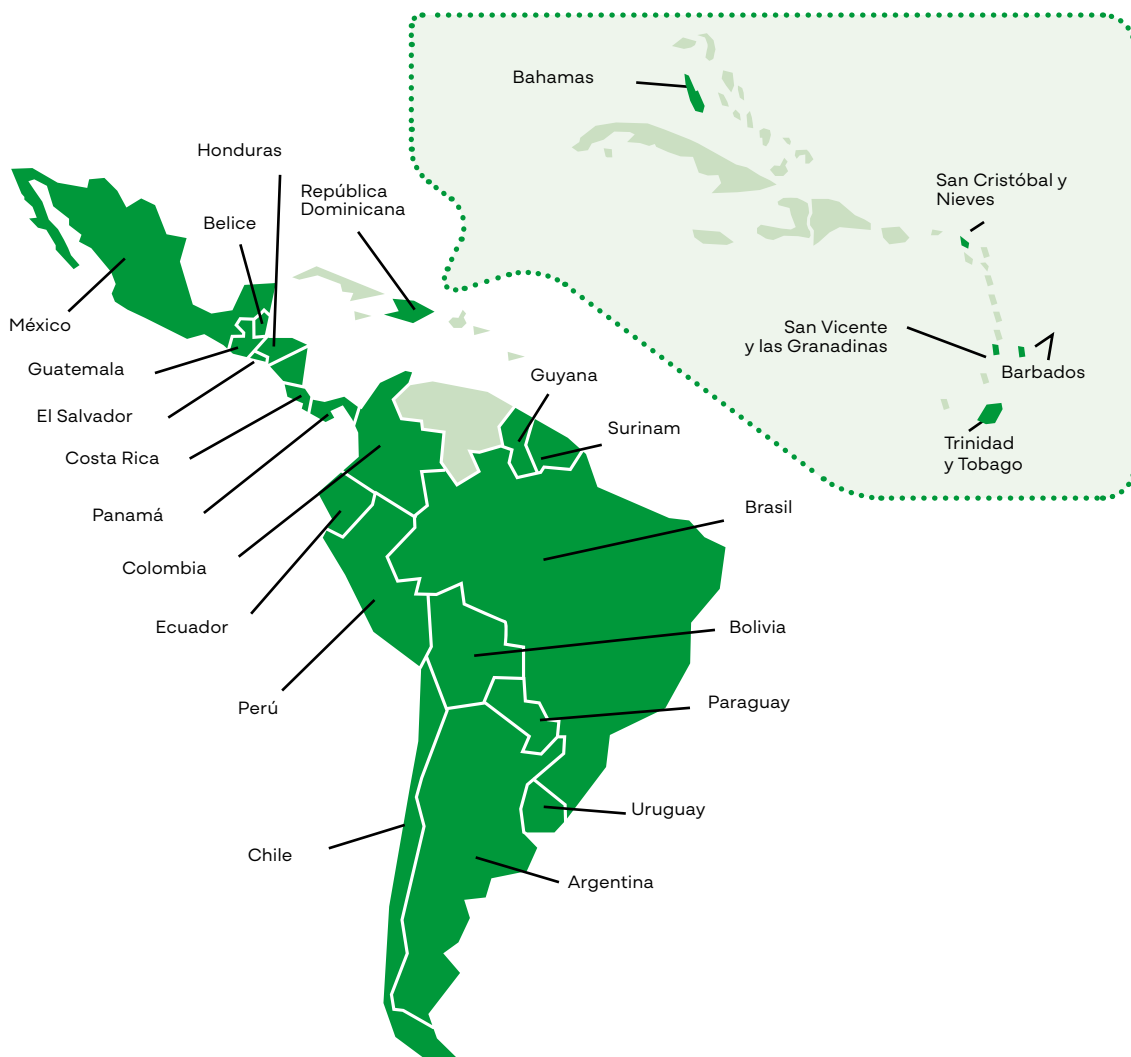 Bahamas
Honduras
San Cristóbal y
Nieves
República
Dominicana
Belice
México
San Vicente
y las Granadinas
Guatemala
Barbados
Guyana
El Salvador
Surinam
Trinidad
y Tobago
Costa Rica
Panamá
Brasil
Colombia
Ecuador
Bolivia
Perú
Paraguay
Uruguay
Chile
Argentina